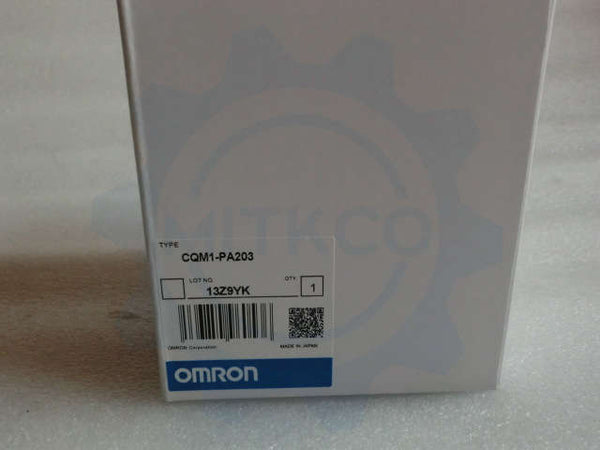 MITKCO
TYPE
CQM1-PA203
LOT NO. QTY.
13Z9YK 1
OMRON Corporation MADE IN JAPAN
OMRON